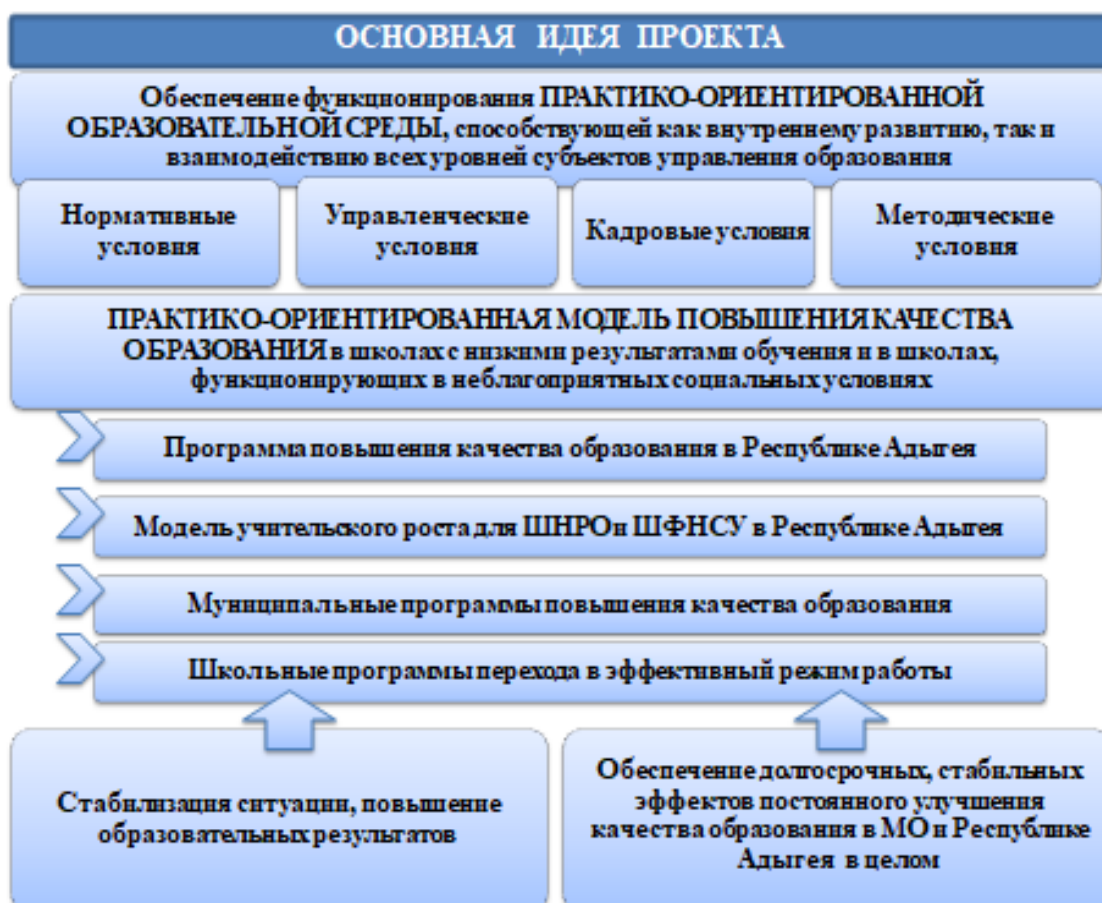 ОСНОВНАЯ ИДЕЯ ПРОЕКТА
Обеспечение функционирования ПРАКТИКО-ОРИЕНТИРОВАННОЙ
ОБРАЗОВАТЕЛЬНОЙ СРЕДЫ, способствующей как внутреннему развитию, так и
взаимодействию всех уровней субъектов управления образования
Нормативные
условия
Управленческие
условия
Кадровые условия
Методические
условия
ПРАКТИКО-ОРИЕНТИРОВАННАЯ МОДЕЛЬ ПОВЫШЕНИЯ КАЧЕСТВА
ОБРАЗОВАНИЯ в школах с низкими результатами обучения и в школах,
функционирующих в неблагоприятных социальных условиях
Программа повышения качества образования в Республике Адыгея
Модель учительского роста для ШНРО и ШФНСУ в Республике Адыгея
Муниципальные программы повышения качества образования
Школьные программы перехода в эффективный режим работы
Стабилизация ситуации, повышение
образовательных результатов
Обеспечение долгосрочных, стабильных
эффектов постоянного улучшения
качества образования в МО и Республике
Адыгея в целом